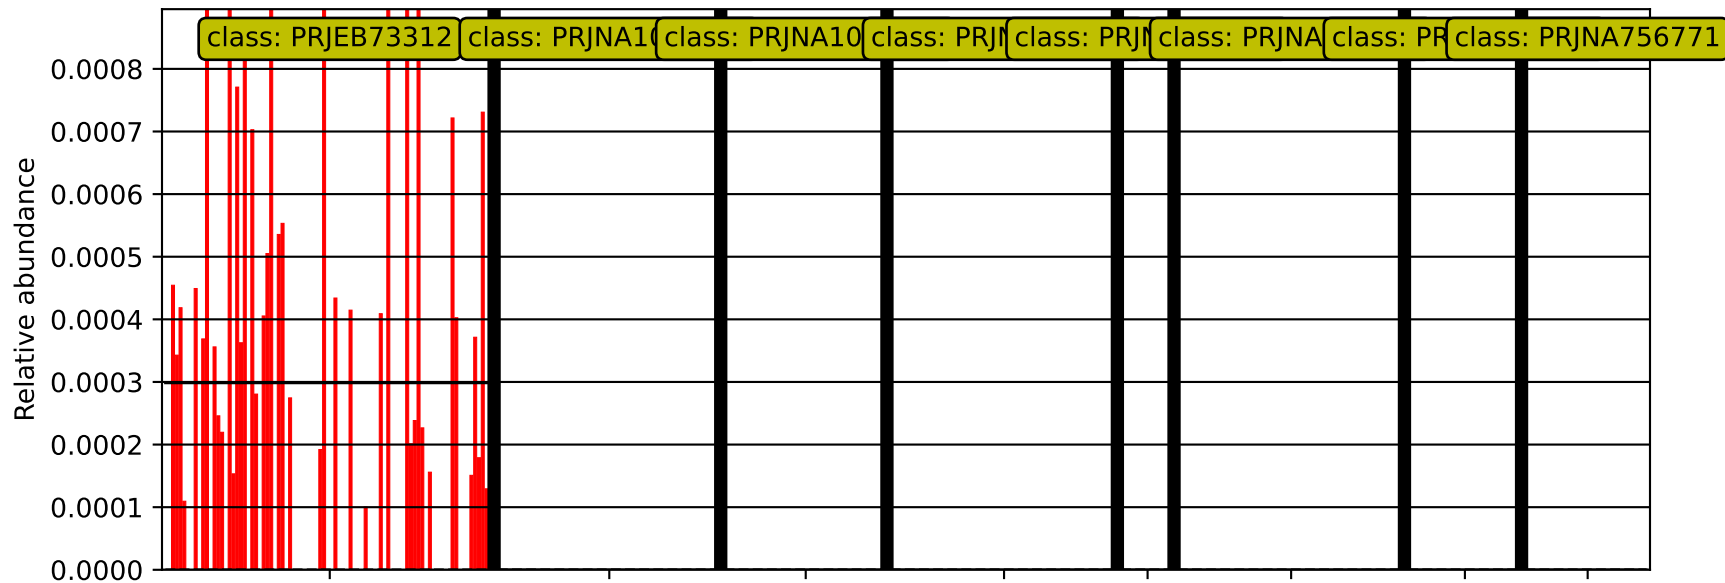 class: PRJEB73312
class: PRJNA10
class: PRJNA10
class: PRJN
class: PRJN
class: PRJNA
class: PR
class: PRJNA756771
Relative abundance
0.0008
0.0007
0.0006
0.0005
0.0004
0.0003
0.0002
0.0001
0.0000